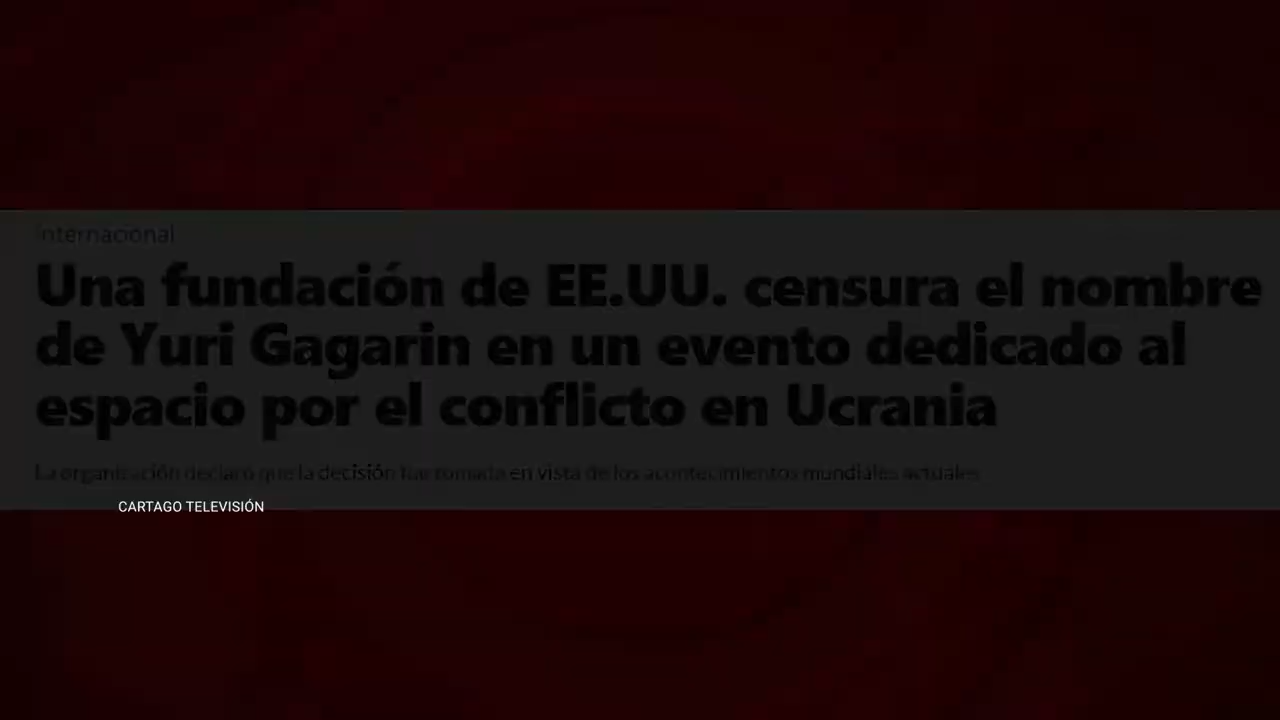 Internacional
Una fundación de EE.UU. censura el nombre
de Yuri Gagarin en un evento dedicado al
espacio por el conflicto en Ucrania
La organización declaró que la decisión fue tomada en vista de los acontecimientos mundiales actuales
CARTAGO TELEVISIÓN